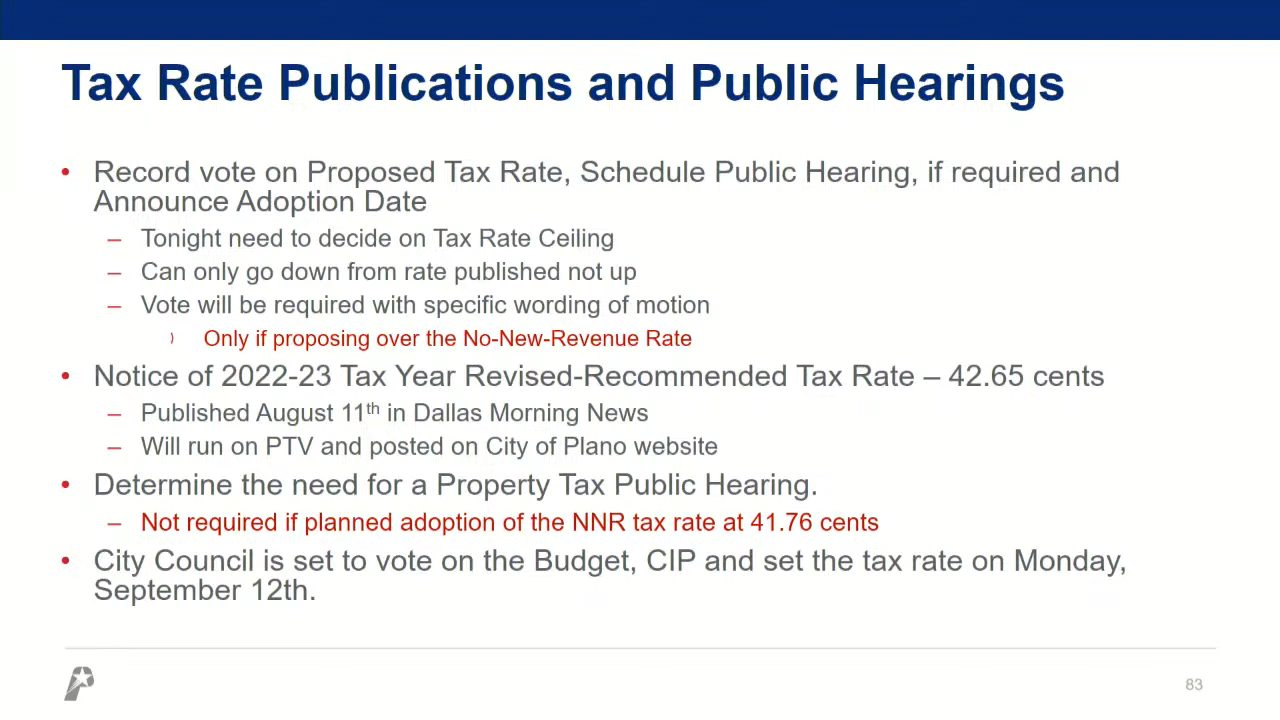 Tax Rate Publications and Public Hearings
• Record vote on Proposed Tax Rate, Schedule Public Hearing, if required and
Announce Adoption Date
– Tonight need to decide on Tax Rate Ceiling
– Can only go down from rate published not up
– Vote will be required with specific wording of motion
⁾ Only if proposing over the No-New-Revenue Rate
• Notice of 2022-23 Tax Year Revised-Recommended Tax Rate – 42.65 cents
– Published August 11th in Dallas Morning News
– Will run on PTV and posted on City of Plano website
• Determine the need for a Property Tax Public Hearing.
– Not required if planned adoption of the NNR tax rate at 41.76 cents
• City Council is set to vote on the Budget, CIP and set the tax rate on Monday,
September 12th.
83